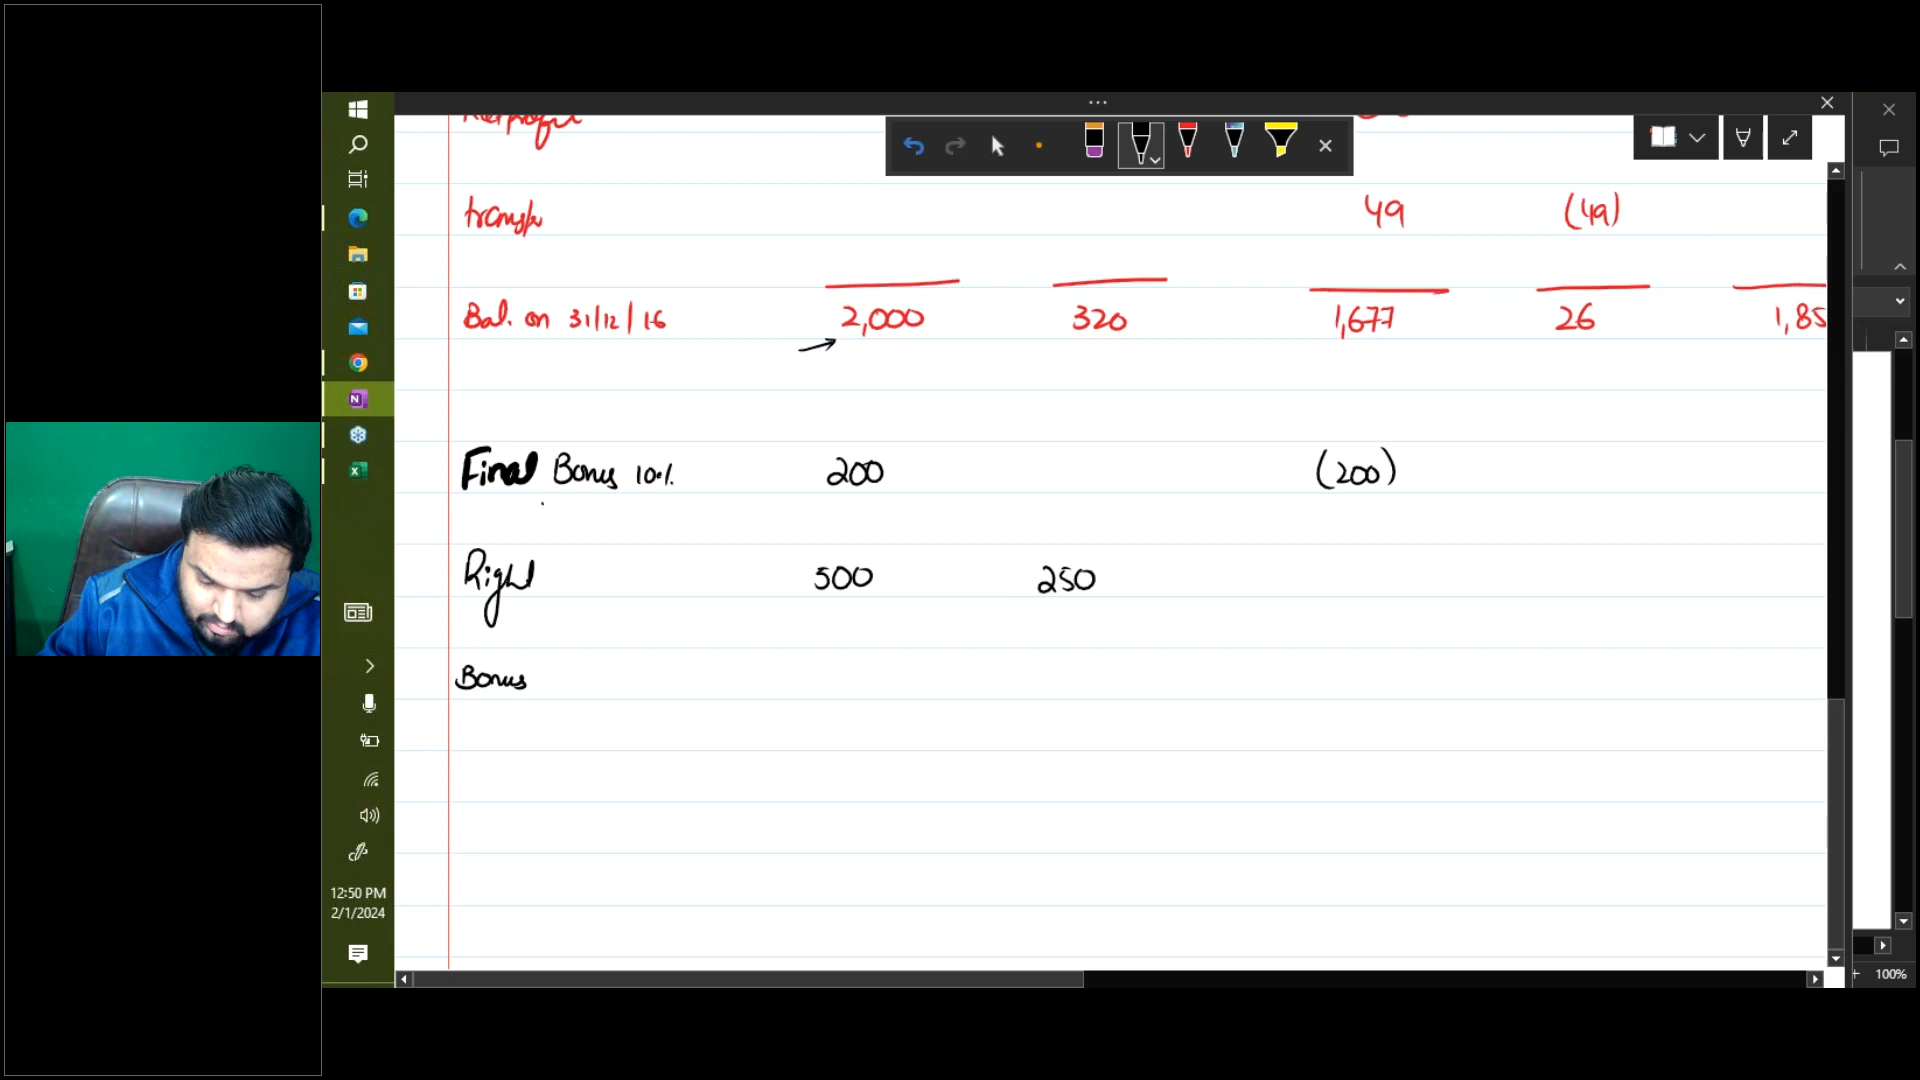 transfer 49 (49)
Bal. on 31/12/16 2,000 320 1,677 26 1,85
Final Bonus 10% 200 (200)
Right 500 250
Bonus
12:50 PM
2/1/2024
100%